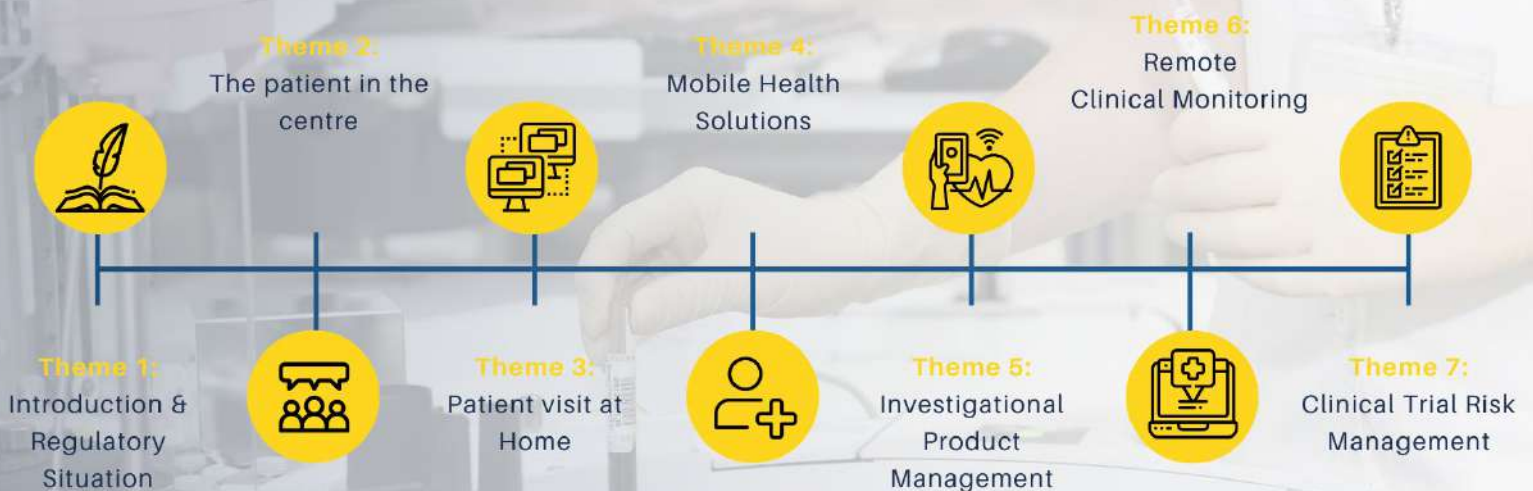 Theme 1:
Introduction &
Regulatory
Situation
Theme 2:
The patient in the
centre
Theme 3:
Patient visit at
Home
Theme 4:
Mobile Health
Solutions
Theme 5:
Investigational
Product
Management
Theme 6:
Remote
Clinical Monitoring
Theme 7:
Clinical Trial Risk
Management